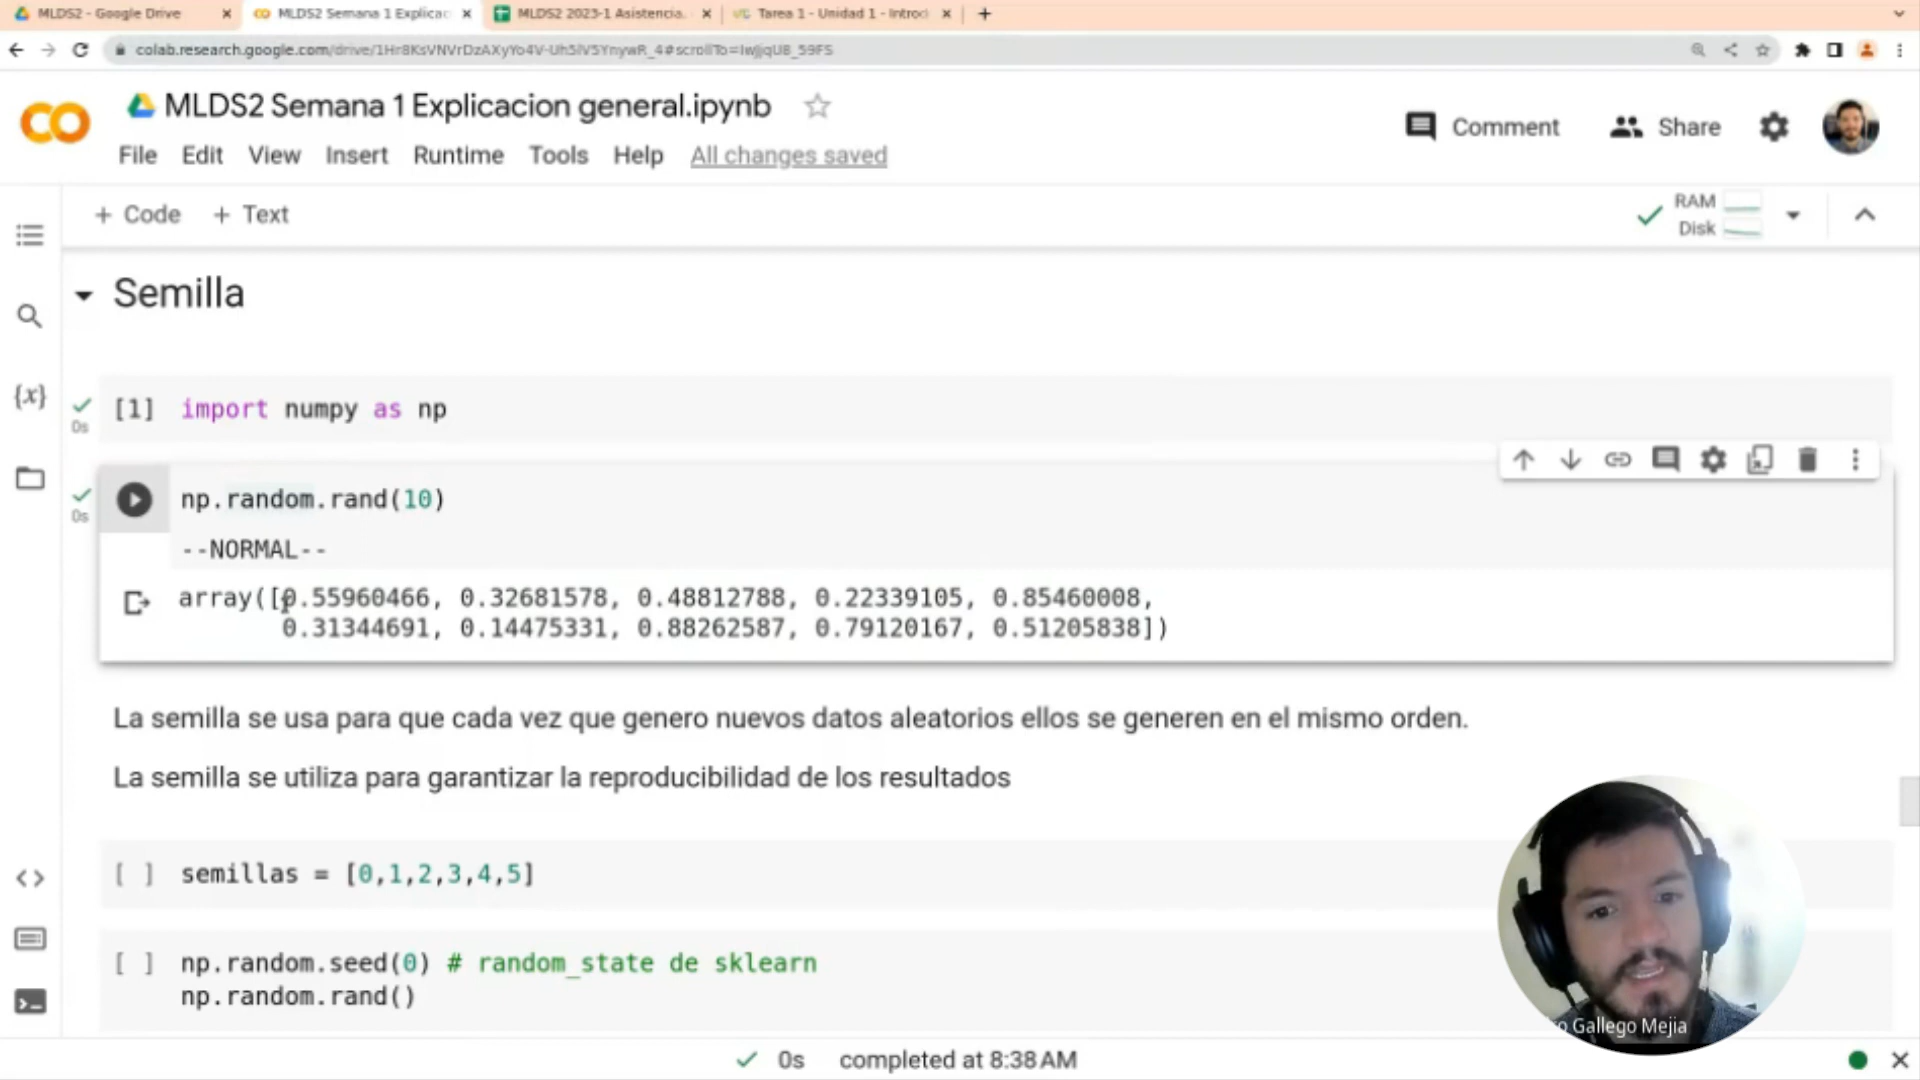 MLDS2 - Google Drive
MLDS2 Semana 1 Explicac
MLDS2 2023-1 Asistencia.
Tarea 1 - Unidad 1 - Introd
colab.research.google.com/drive/1Hr8KsVNVrDzAXyYo4V-Uh5lV5YnywR_4#scrollTo=IwJjqU8_59FS
MLDS2 Semana 1 Explicacion general.ipynb
Comment
Share
File Edit View Insert Runtime Tools Help All changes saved
+ Code + Text
RAM
Disk
Semilla
[1] import numpy as np
0s
np.random.rand(10)
0s
--NORMAL--
array([0.55960466, 0.32681578, 0.48812788, 0.22339105, 0.85460008,
0.31344691, 0.14475331, 0.88262587, 0.79120167, 0.51205838])
La semilla se usa para que cada vez que genero nuevos datos aleatorios ellos se generen en el mismo orden.
La semilla se utiliza para garantizar la reproducibilidad de los resultados
[ ] semillas = [0,1,2,3,4,5]
[ ] np.random.seed(0) # random_state de sklearn
np.random.rand()
Gallego Mejia
0s completed at 8:38 AM